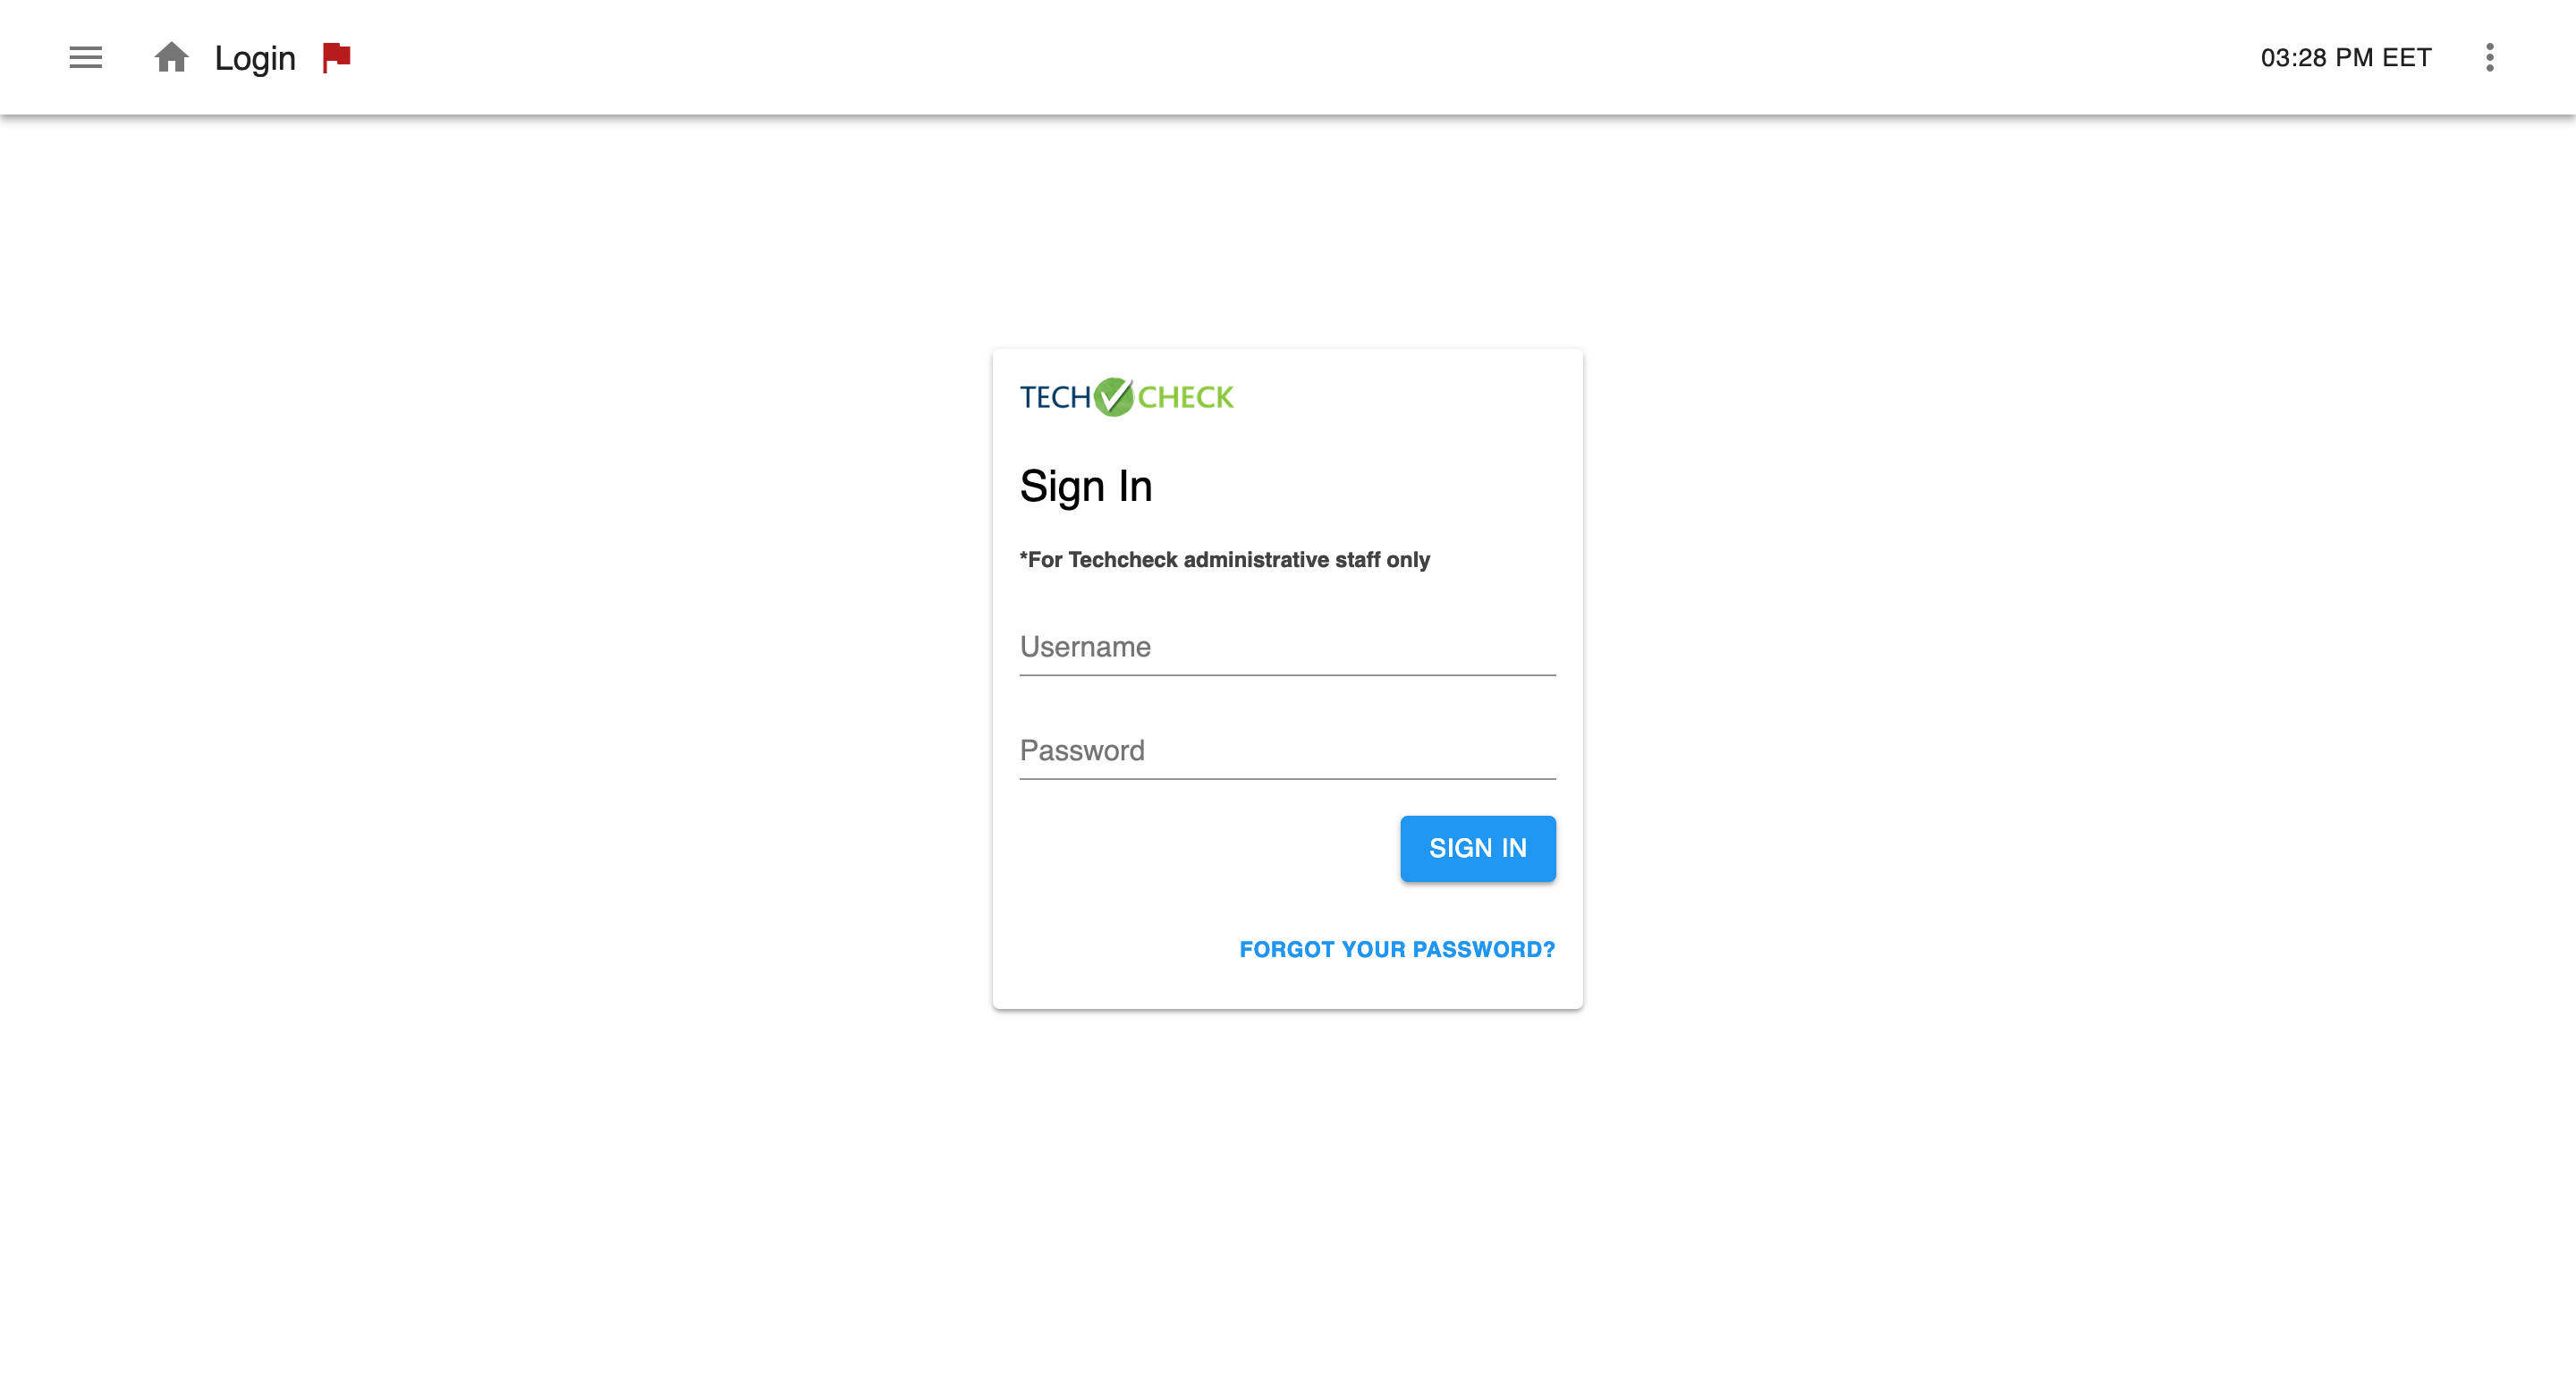 Login
03:28 PM EET
TECH CHECK
Sign In
*For Techcheck administrative staff only
Username
Password
SIGN IN
FORGOT YOUR PASSWORD?